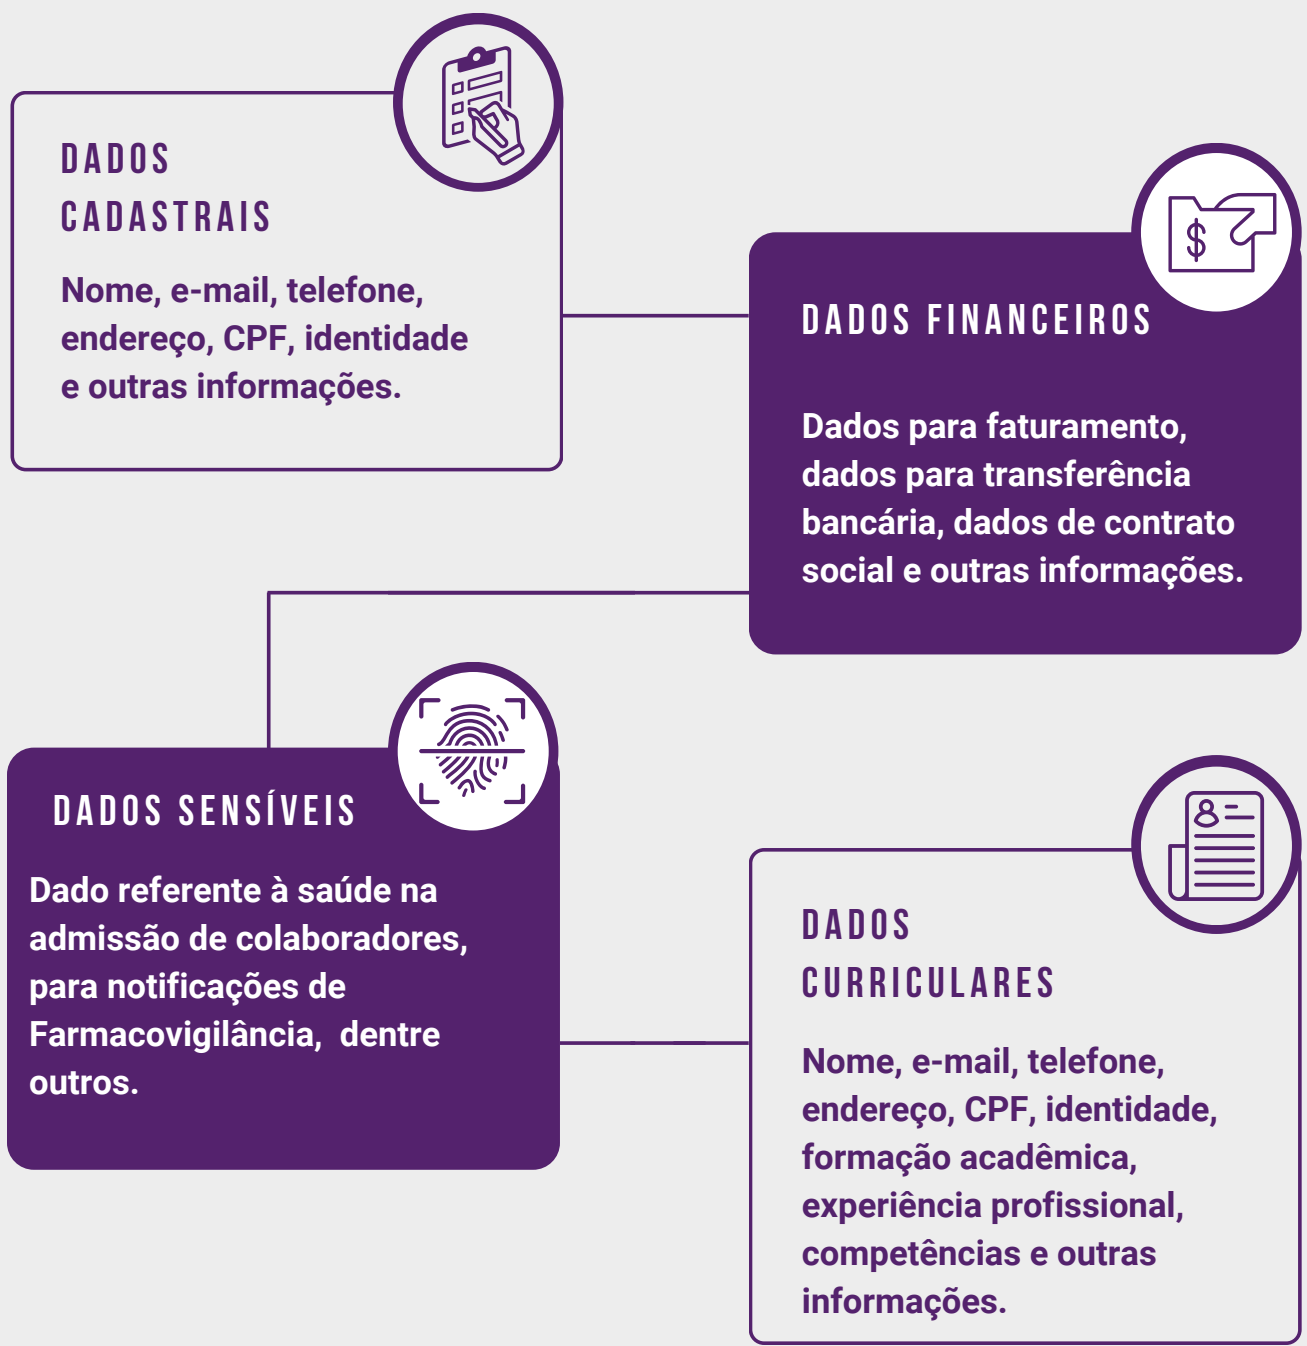 DADOS
CADASTRAIS
Nome, e-mail, telefone,
endereço, CPF, identidade
e outras informações.
$
DADOS FINANCEIROS
Dados para faturamento,
dados para transferência
bancária, dados de contrato
social e outras informações.
DADOS SENSÍVEIS
Dado referente à saúde na
admissão de colaboradores,
para notificações de
Farmacovigilância,  dentre
outros.
DADOS
CURRICULARES
Nome, e-mail, telefone,
endereço, CPF, identidade,
formação acadêmica,
experiência profissional,
competências e outras
informações.